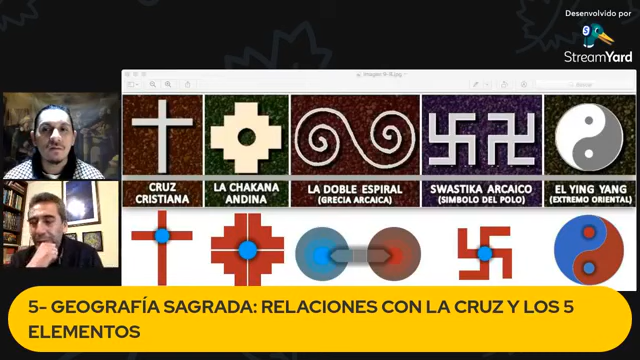 Desenvolvido por
StreamYard
CRUZ
CRISTIANA
LA CHAKANA
ANDINA
LA DOBLE ESPIRAL
(GRECIA ARCAICA)
SWASTIKA ARCAICO
(SIMBOLO DEL POLO)
EL YING YANG
(EXTREMO ORIENTAL)
5- GEOGRAFÍA SAGRADA: RELACIONES CON LA CRUZ Y LOS 5
ELEMENTOS